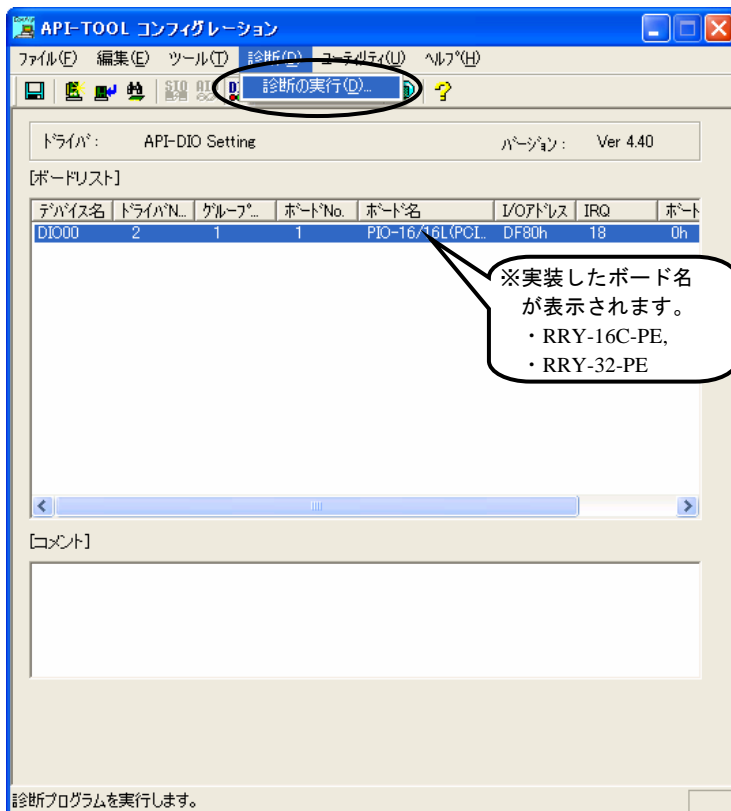 API-TOOL コンフィグレーション
ファイル(F) 編集(E) ツール(T) 診断(D) ユーティリティ(U) ヘルプ(H)
診断の実行(D)...
ドライバ: API-DIO Setting バージョン: Ver 4.40
[ボードリスト]
デバイス名 ドライバN... グループ... ボードNo. ボード名 I/Oアドレス IRQ ボート
DIO00 2 1 1 PIO-16/16L(PCI... DF80h 18 0h
※実装したボード名
が表示されます。
・RRY-16C-PE,
・RRY-32-PE
[コメント]
診断プログラムを実行します。